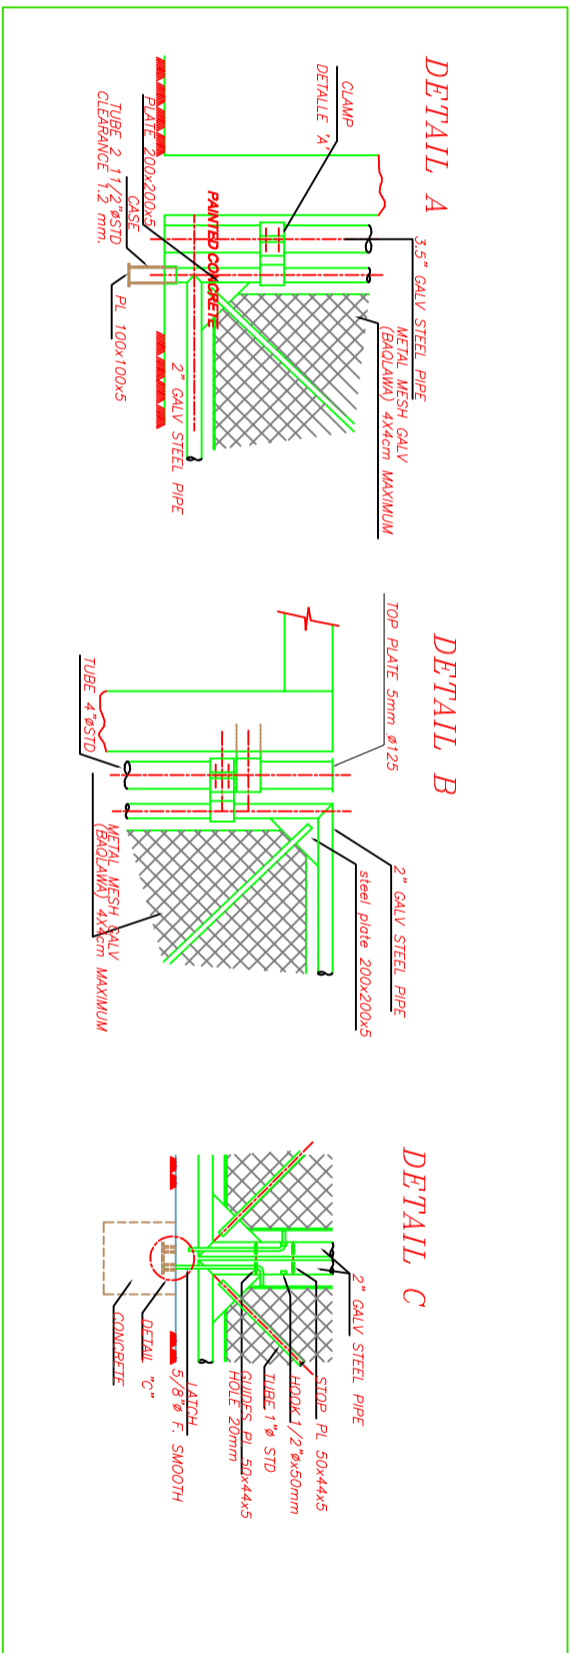 DETAIL A
CLAMP
DETALLE 'A'
3.5" GALV STEEL PIPE
METAL MESH GALV
(BAQLAWA) 4X4cm MAXIMUM
PAINTED CONCRETE
PLATE 200x200x5
CASE
TUBE 2 11/2"øSTD
CLEARANCE 1.2 mm.
PL 100x100x5
2" GALV STEEL PIPE
DETAIL B
TOP PLATE 5mm ø125
2" GALV STEEL PIPE
steel plate 200x200x5
TUBE 4"øSTD
METAL MESH GALV
(BAQLAWA) 4X4cm MAXIMUM
DETAIL C
2" GALV STEEL PIPE
STOP PL 50x44x5
HOOK 1/2"øx50mm
TUBE 1"ø STD
GUIDES PL 50x44x5
HOLE 20mm
LATCH
5/8"ø F. SMOOTH
DETAIL "C"
CONCRETE